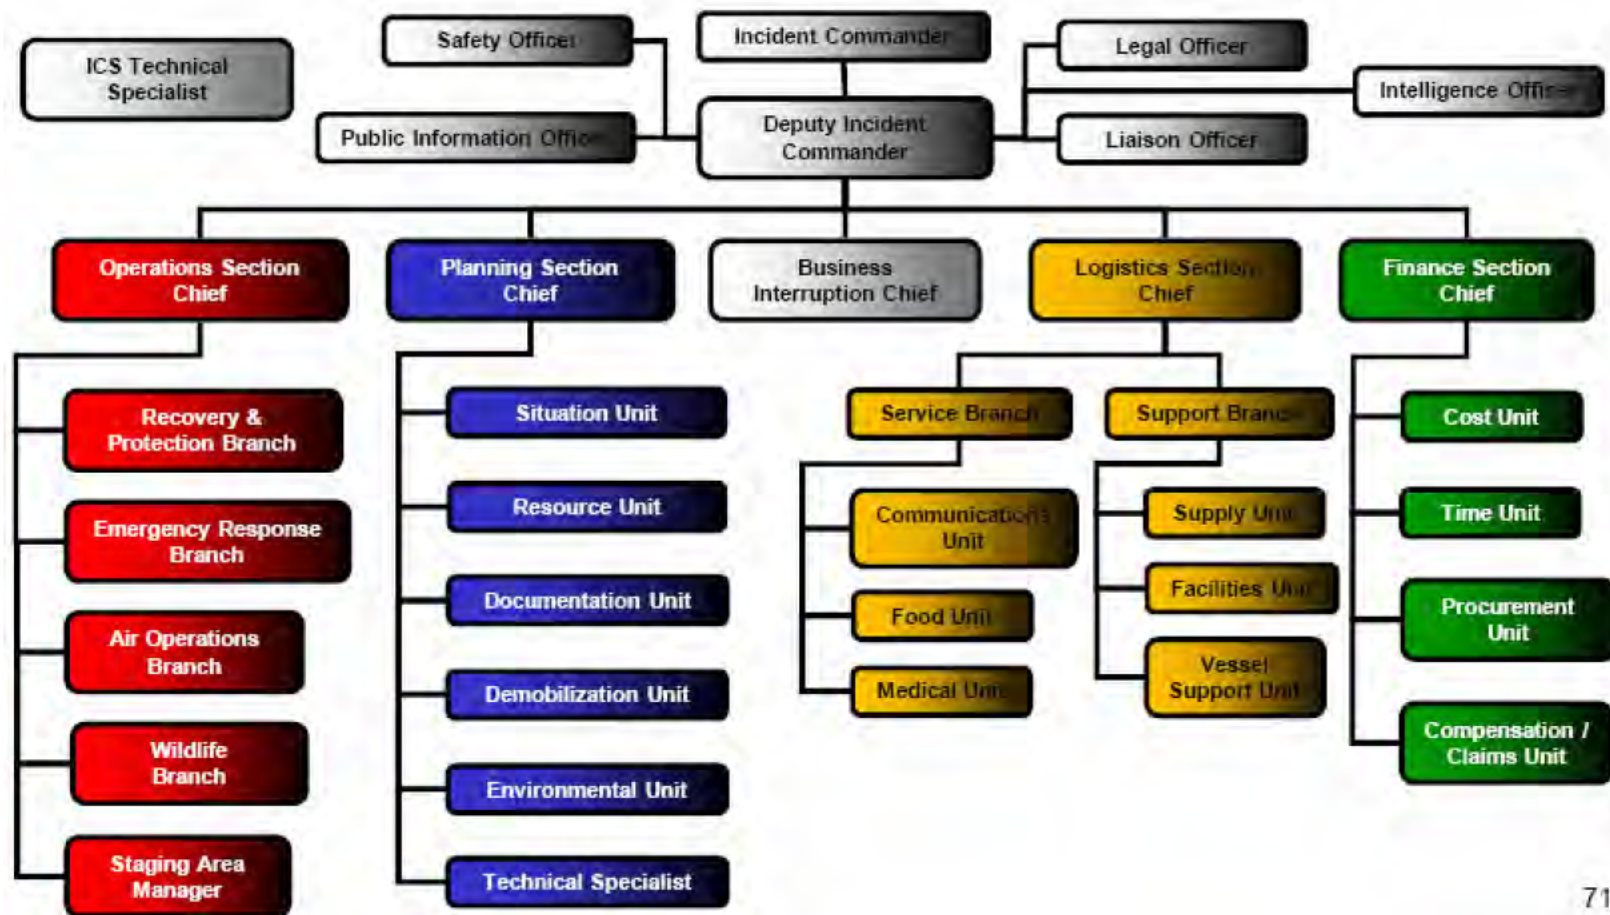 Safety Officer
Incident Commander
Legal Officer
ICS Technical
Specialist
Intelligence Officer
Public Information Officer
Deputy Incident
Commander
Liaison Officer
Operations Section
Chief
Planning Section
Chief
Business
Interruption Chief
Logistics Section
Chief
Finance Section
Chief
Recovery &
Protection Branch
Emergency Response
Branch
Air Operations
Branch
Wildlife
Branch
Staging Area
Manager
Situation Unit
Resource Unit
Documentation Unit
Demobilization Unit
Environmental Unit
Technical Specialist
Service Branch
Communications
Unit
Food Unit
Medical Unit
Support Branch
Supply Unit
Facilities Unit
Vessel
Support Unit
Cost Unit
Time Unit
Procurement
Unit
Compensation /
Claims Unit
71